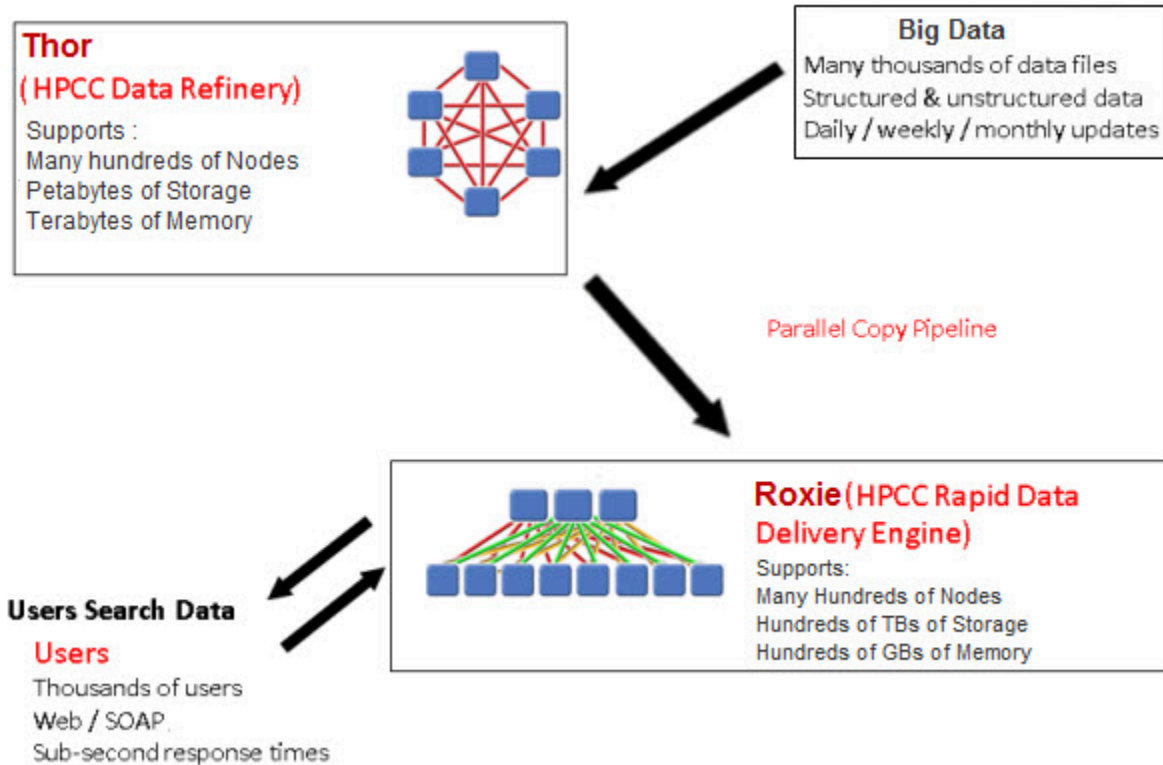 Thor
(HPCC Data Refinery)
Supports :
Many hundreds of Nodes
Petabytes of Storage
Terabytes of Memory
Big Data
Many thousands of data files
Structured & unstructured data
Daily / weekly / monthly updates
Parallel Copy Pipeline
Roxie (HPCC Rapid Data
Delivery Engine)
Supports:
Many Hundreds of Nodes
Hundreds of TBs of Storage
Hundreds of GBs of Memory
Users Search Data
Users
Thousands of users
Web / SOAP
Sub-second response times